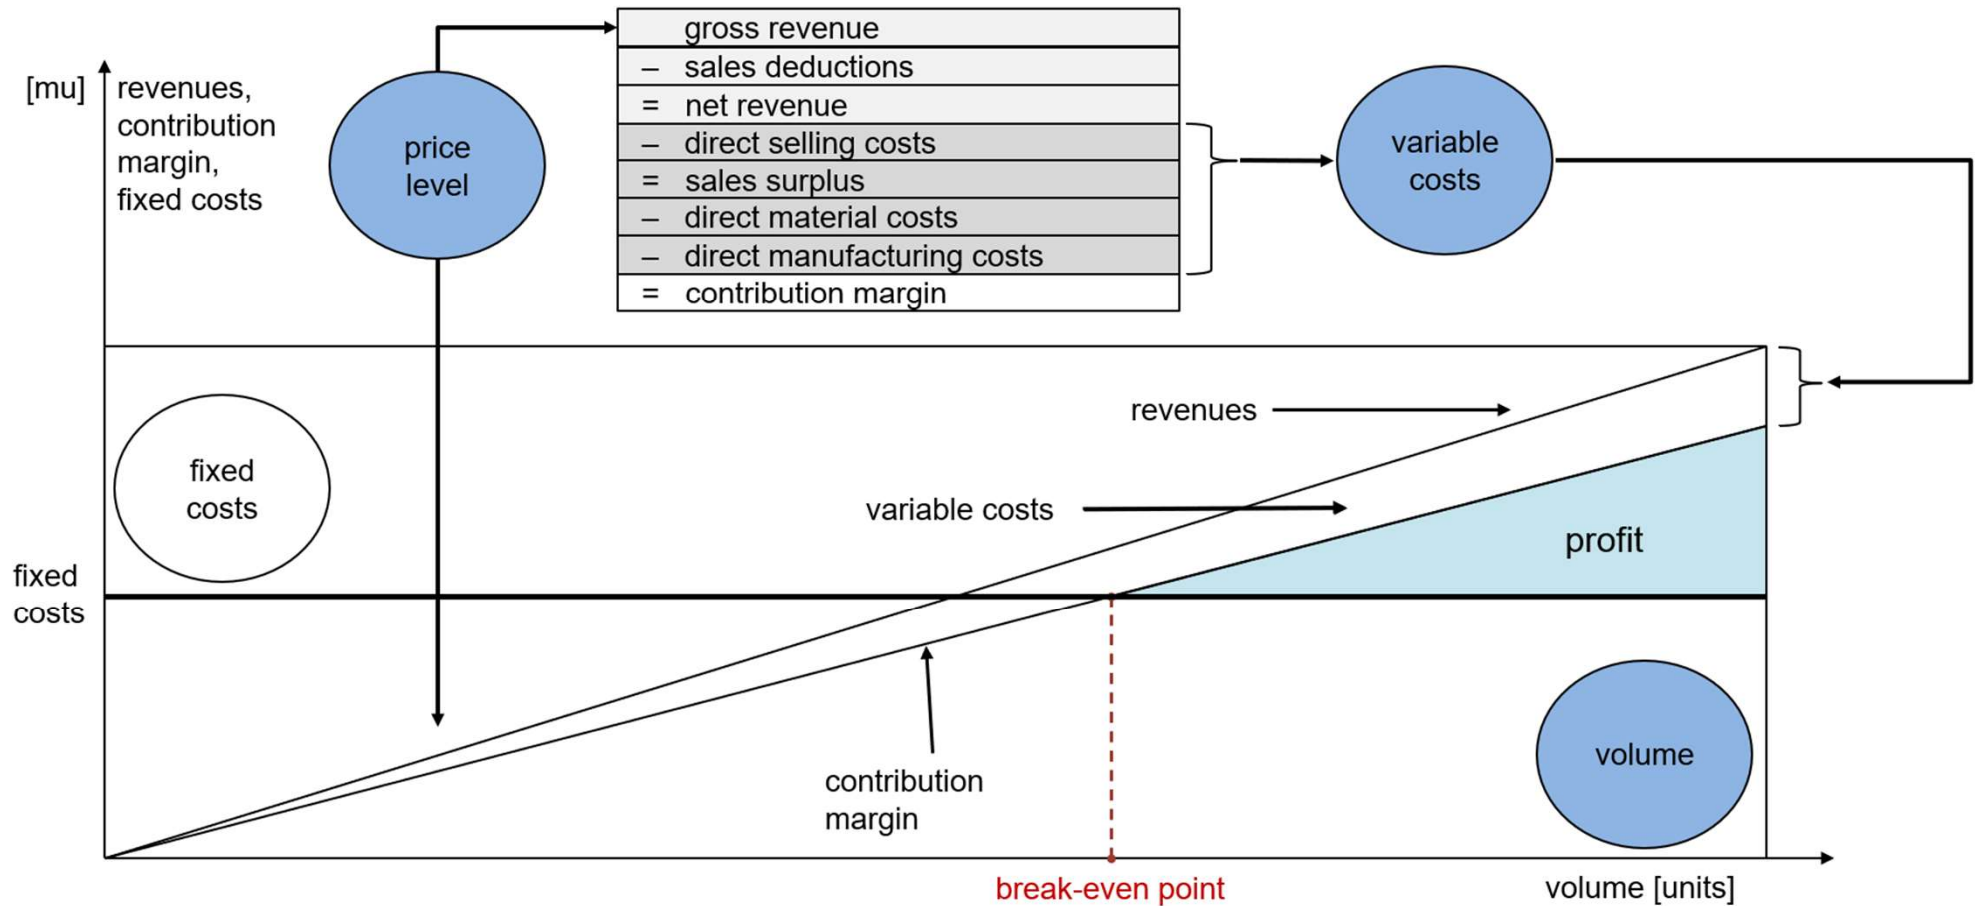 gross revenue
– sales deductions
= net revenue
– direct selling costs
= sales surplus
– direct material costs
– direct manufacturing costs
= contribution margin
[mu]
revenues,
contribution
margin,
fixed costs
price
level
variable
costs
fixed
costs
revenues
variable costs
profit
fixed
costs
contribution
margin
volume
break-even point
volume [units]